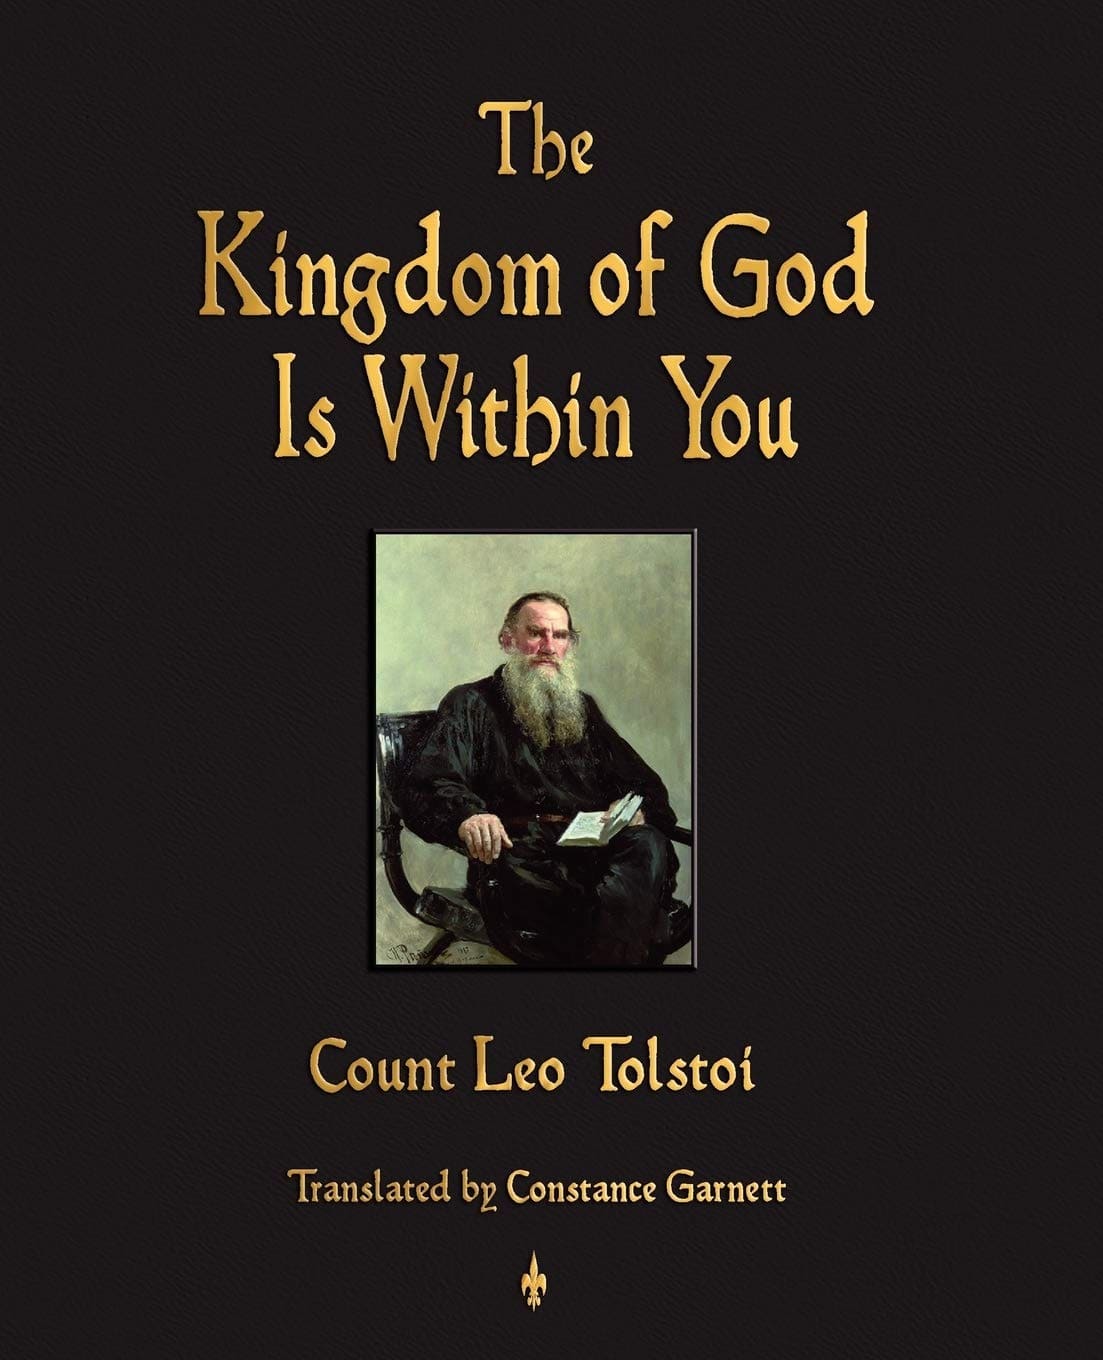 The
Kingdom of God
Is Within You
Count Leo Tolstoi
Translated by Constance Garnett